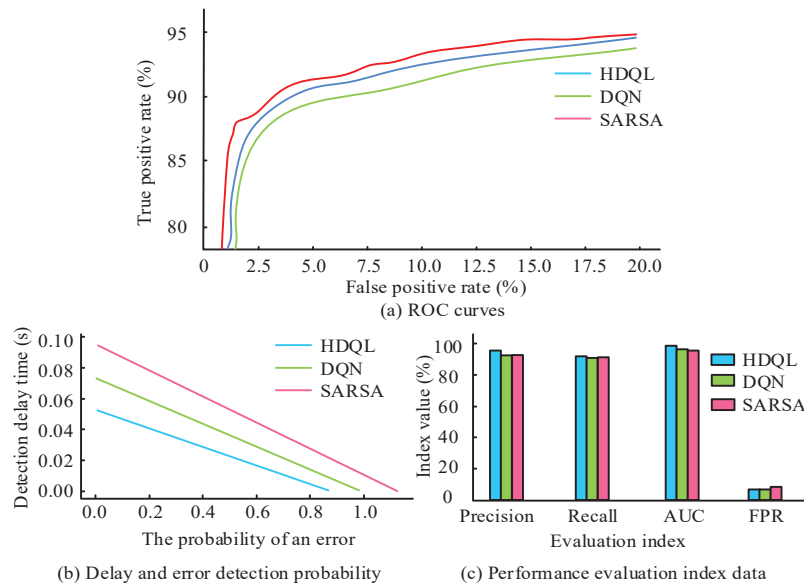 95
90
85
80
True positive rate (%)
HDQL
DQN
SARSA
0 2.5 5.0 7.5 10.0 12.5 15.0 17.5 20.0
False positive rate (%)
(a) ROC curves
0.10
0.08
0.06
0.04
0.02
0.00
Detection delay time (s)
HDQL
DQN
SARSA
0.0 0.2 0.4 0.6 0.8 1.0
The probability of an error
(b) Delay and error detection probability
100
80
60
40
20
0
Index value (%)
HDQL
DQN
SARSA
Precision Recall AUC FPR
Evaluation index
(c) Performance evaluation index data